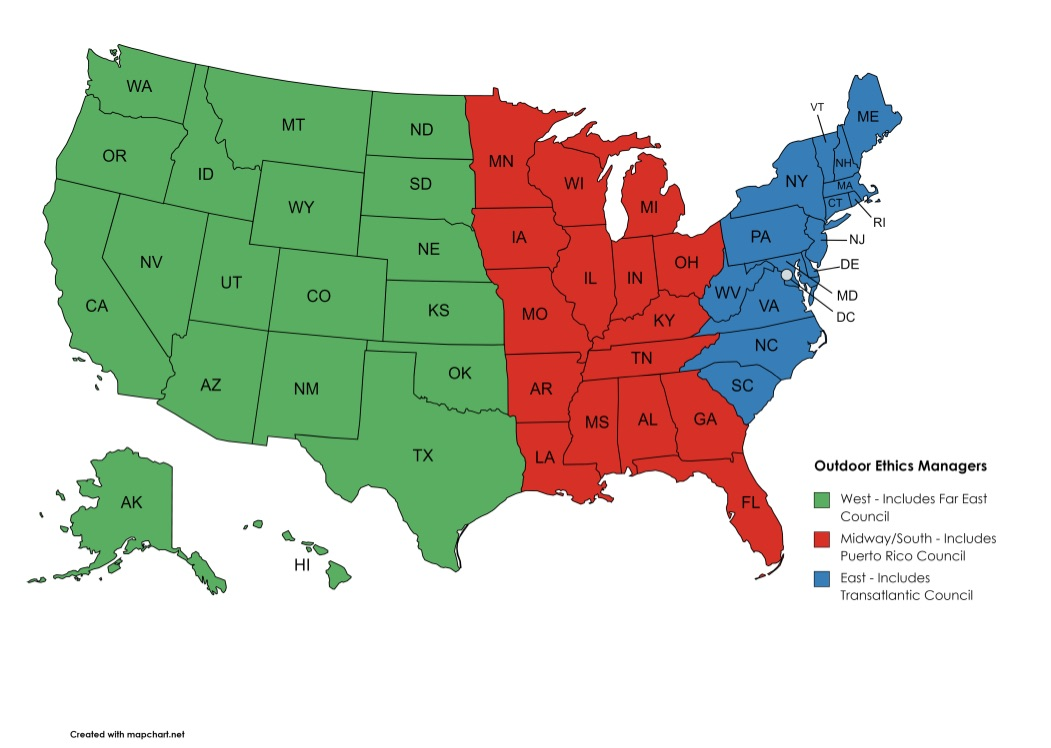 WA
MT
ND
MN
VT
ME
OR
ID
SD
WI
MI
NY
NH
MA
CT
RI
WY
NE
IA
PA
NJ
NV
UT
CO
KS
IL
IN
OH
WV
VA
DE
MD
DC
CA
MO
KY
NC
AZ
NM
OK
AR
TN
SC
TX
LA
MS
AL
GA
FL
AK
HI
Outdoor Ethics Managers
West - Includes Far East
Council
Midway/South - Includes
Puerto Rico Council
East - Includes
Transatlantic Council
Created with mapchart.net